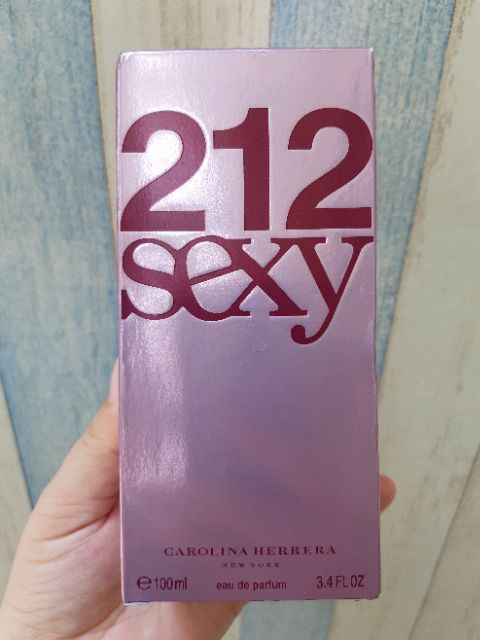 212
sexy
CAROLINA HERRERA
NEW YORK
℮100ml eau de parfum 3.4 FL OZ